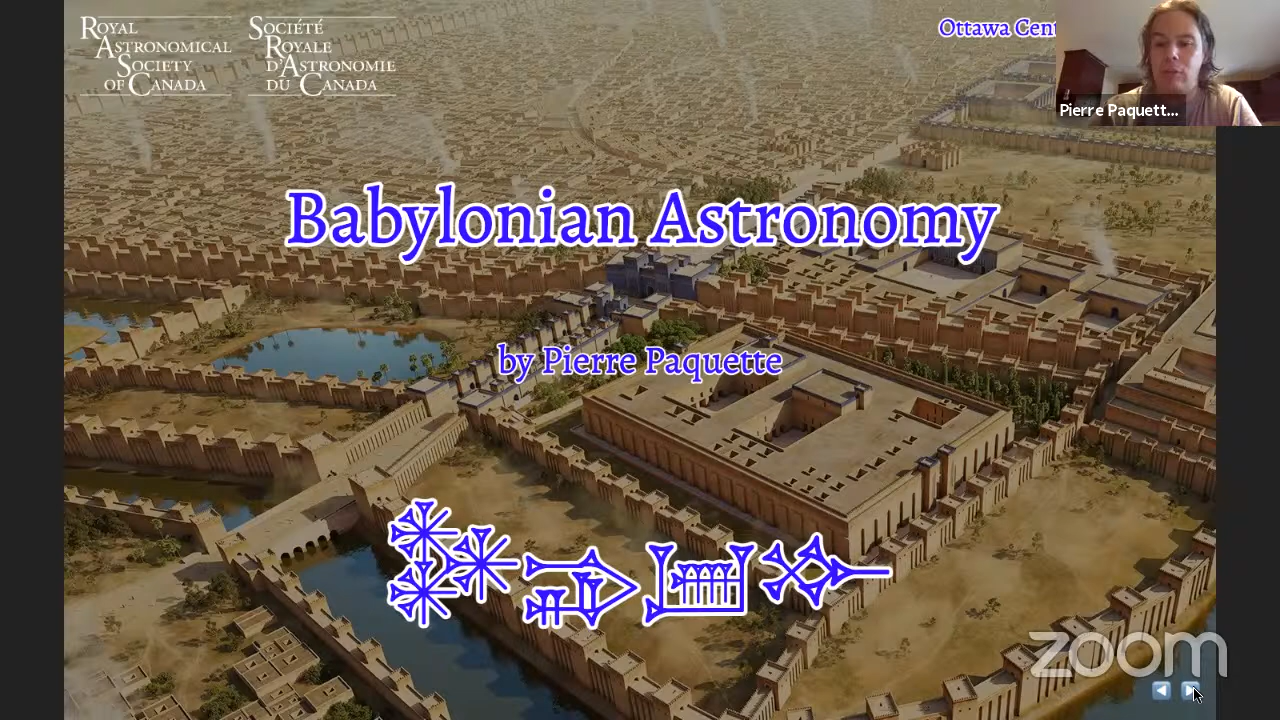 ROYAL
ASTRONOMICAL
SOCIETY
OF CANADA
SOCIÉTÉ
ROYALE
D'ASTRONOMIE
DU CANADA
Ottawa Cen
Pierre Paquett...
Babylonian Astronomy
by Pierre Paquette
𒀯
zoom